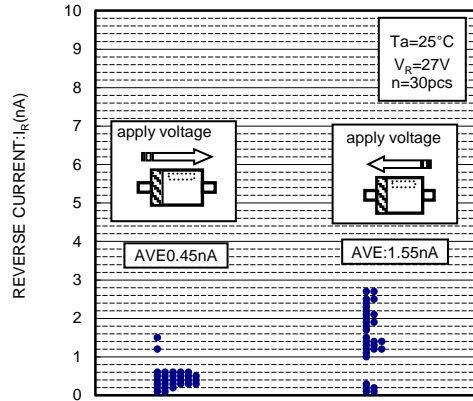 REVERSE CURRENT:I_R(nA)
10
9
8
7
6
5
4
3
2
1
0
Ta=25°C
V_R=27V
n=30pcs
apply voltage
apply voltage
AVE0.45nA
AVE:1.55nA